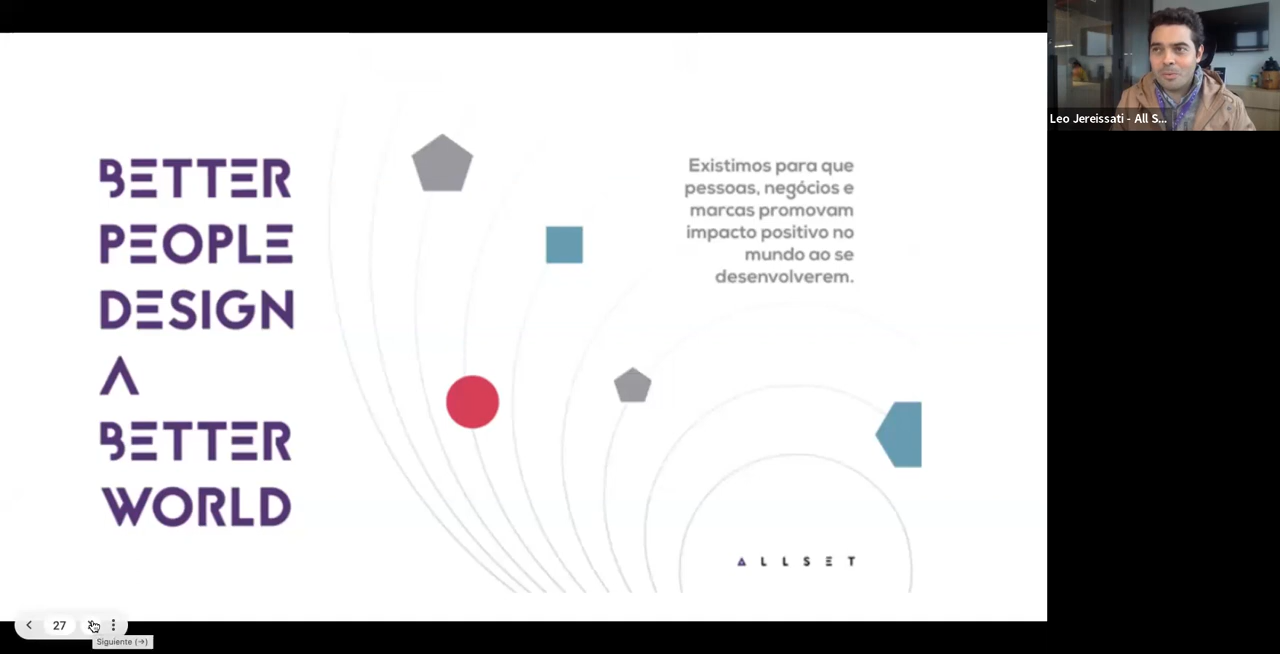 Leo Jereissati - All S...
BETTER
PEOPLE
DESIGN
A
BETTER
WORLD
Existimos para que
pessoas, negócios e
marcas promovam
impacto positivo no
mundo ao se
desenvolverem.
ALLSET
27
Siguiente (→)